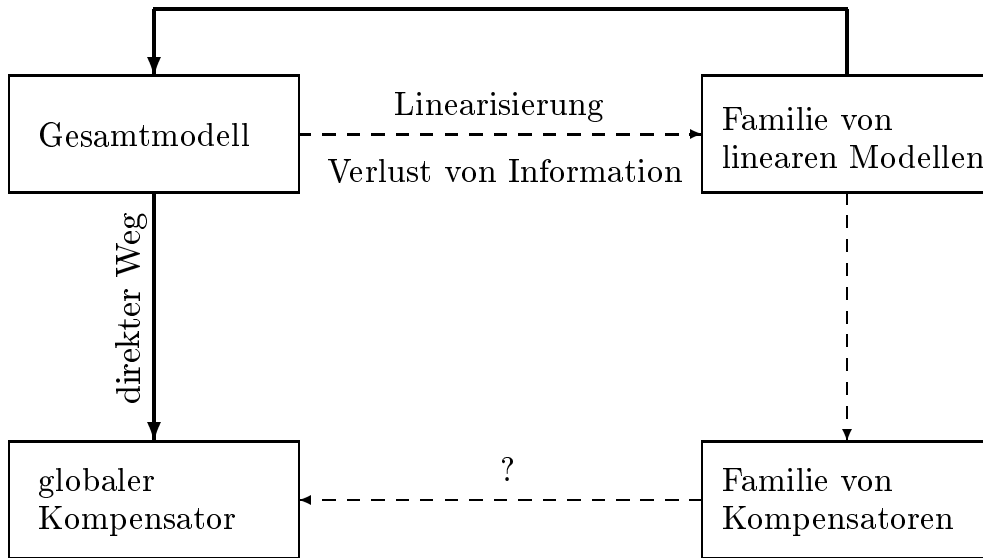 Gesamtmodell
Linearisierung
Verlust von Information
Familie von
linearen Modellen
direkter Weg
globaler
Kompensator
?
Familie von
Kompensatoren